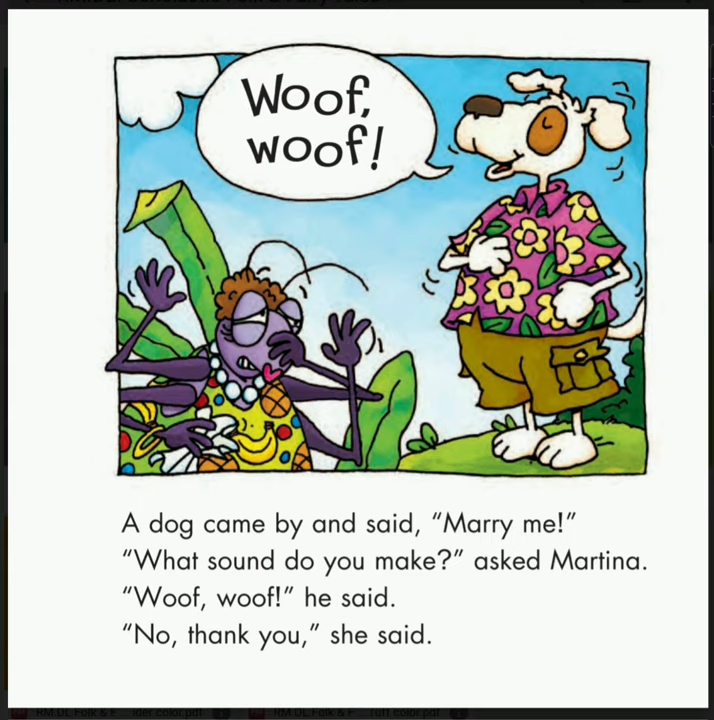 Woof,
woof!
A dog came by and said, “Marry me!”
“What sound do you make?” asked Martina.
“Woof, woof!” he said.
“No, thank you,” she said.